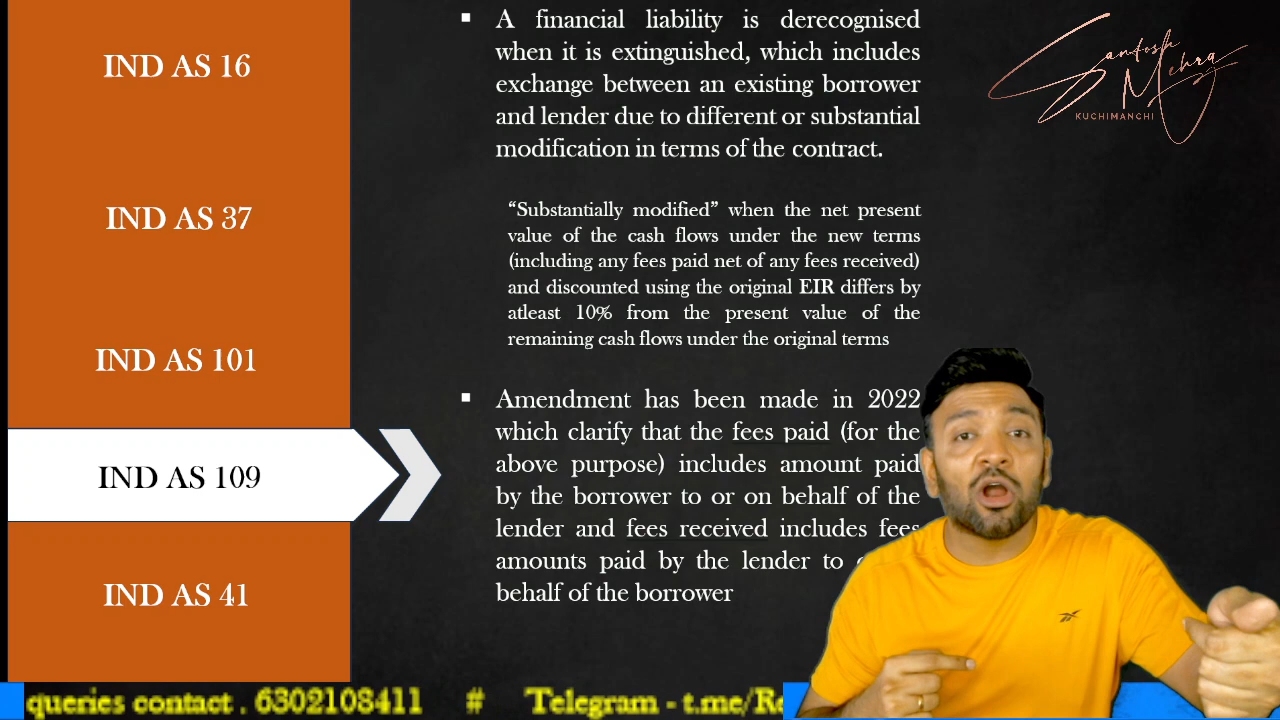 IND AS 16
IND AS 37
IND AS 101
IND AS 109
IND AS 41
▪ A financial liability is derecognised
when it is extinguished, which includes
exchange between an existing borrower
and lender due to different or substantial
modification in terms of the contract.
“Substantially modified” when the net present
value of the cash flows under the new terms
(including any fees paid net of any fees received)
and discounted using the original EIR differs by
atleast 10% from the present value of the
remaining cash flows under the original terms
▪ Amendment has been made in 2022
which clarify that the fees paid (for the
above purpose) includes amount paid
by the borrower to or on behalf of the
lender and fees received includes fees
amounts paid by the lender to
behalf of the borrower
Santosh
Mehra
KUCHIMANCHI
queries contact . 6302108411 # Telegram - t.me/Re